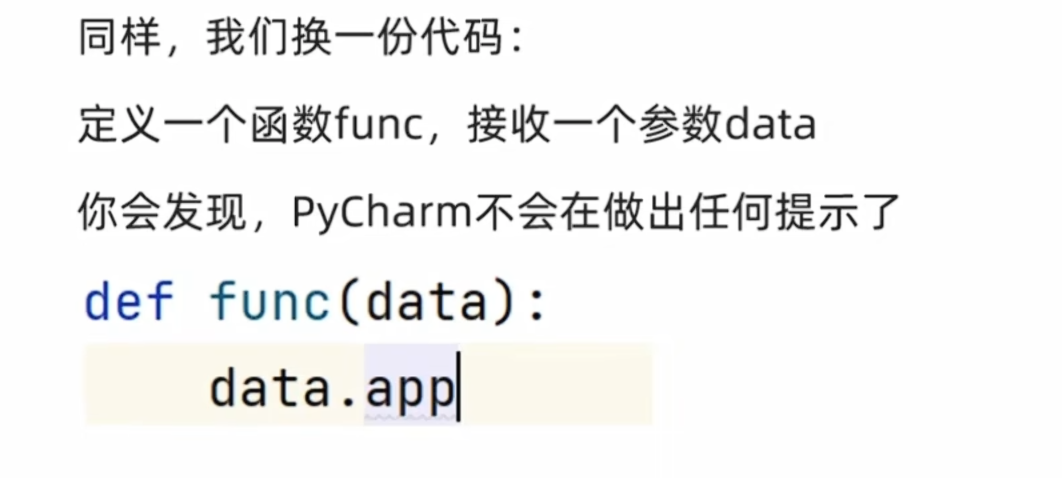 同样，我们换一份代码：
定义一个函数func，接收一个参数data
你会发现，PyCharm不会在做出任何提示了
def func(data):
    data.app